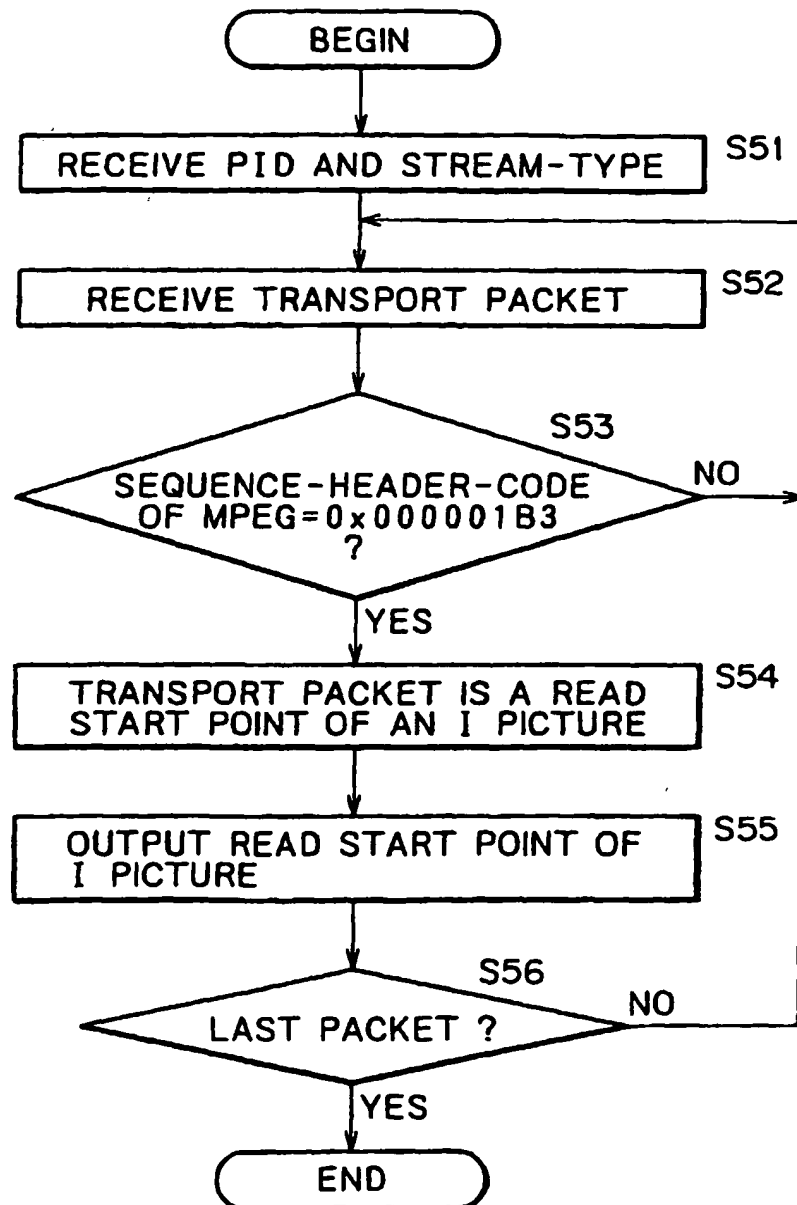 BEGIN
RECEIVE PID AND STREAM-TYPE
S51
RECEIVE TRANSPORT PACKET
S52
S53
SEQUENCE-HEADER-CODE
OF MPEG=0x000001B3
?
NO
YES
TRANSPORT PACKET IS A READ
START POINT OF AN I PICTURE
S54
OUTPUT READ START POINT OF
I PICTURE
S55
S56
LAST PACKET ?
NO
YES
END